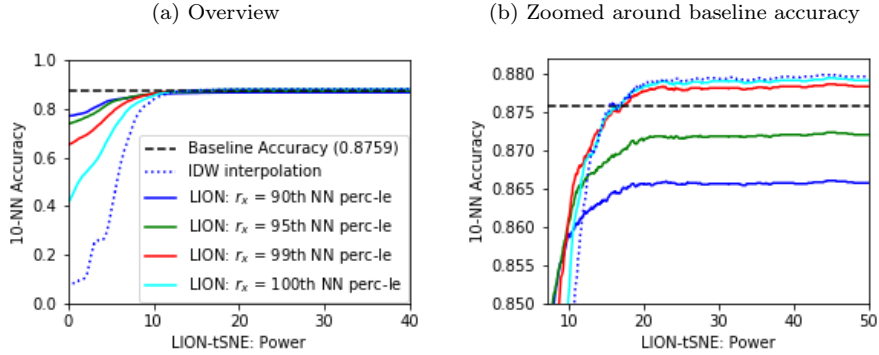 (a) Overview
(b) Zoomed around baseline accuracy
1.0
0.8
0.6
0.4
0.2
0.0
10-NN Accuracy
0
10
20
30
40
LION-tSNE: Power
Baseline Accuracy (0.8759)
IDW interpolation
LION: rₓ = 90th NN perc-le
LION: rₓ = 95th NN perc-le
LION: rₓ = 99th NN perc-le
LION: rₓ = 100th NN perc-le
0.880
0.875
0.870
0.865
0.860
0.855
0.850
10-NN Accuracy
10
20
30
40
50
LION-tSNE: Power